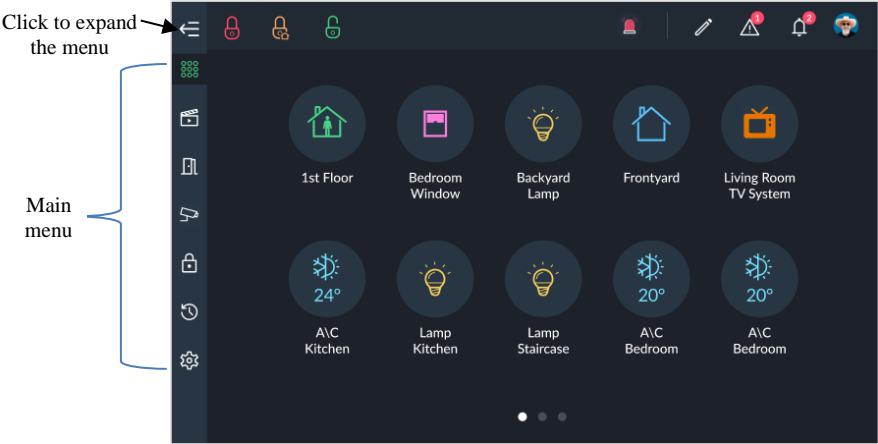 Click to expand
the menu
1
2
Main
menu
1st Floor
Bedroom
Window
Backyard
Lamp
Frontyard
Living Room
TV System
24°
20°
20°
A\C
Kitchen
Lamp
Kitchen
Lamp
Staircase
A\C
Bedroom
A\C
Bedroom